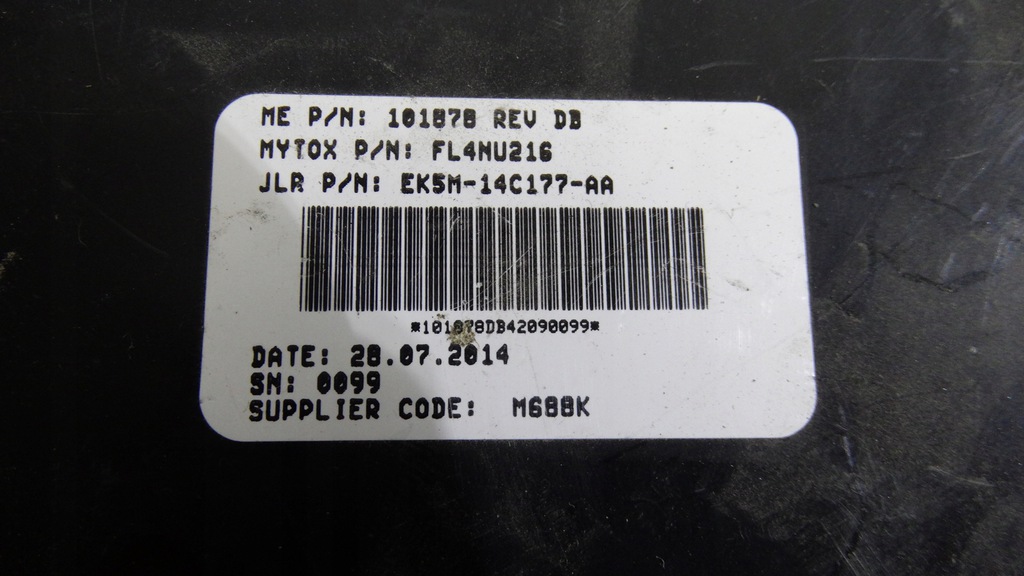 ME P/N: 101878 REV DB
MYTOX P/N: FL4NU216
JLR P/N: EK5M-14C177-AA
*101878DB42090099*
DATE: 28.07.2014
SN: 0099
SUPPLIER CODE: M688K